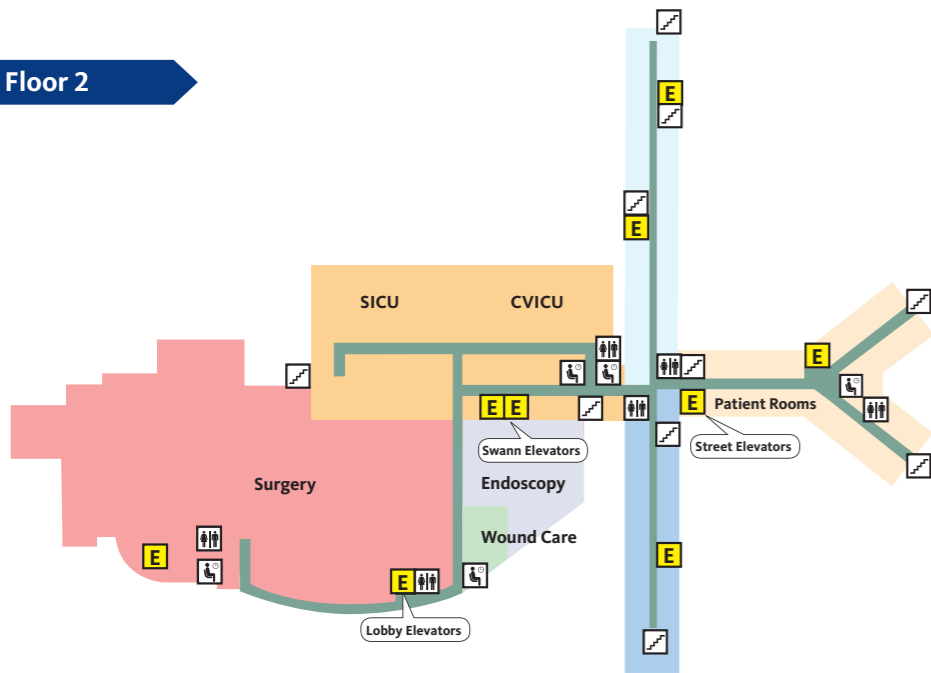 Floor 2
E
E
SICU
CVICU
E
E
E
E
Patient Rooms
Swann Elevators
Street Elevators
Surgery
Endoscopy
Wound Care
E
E
E
Lobby Elevators